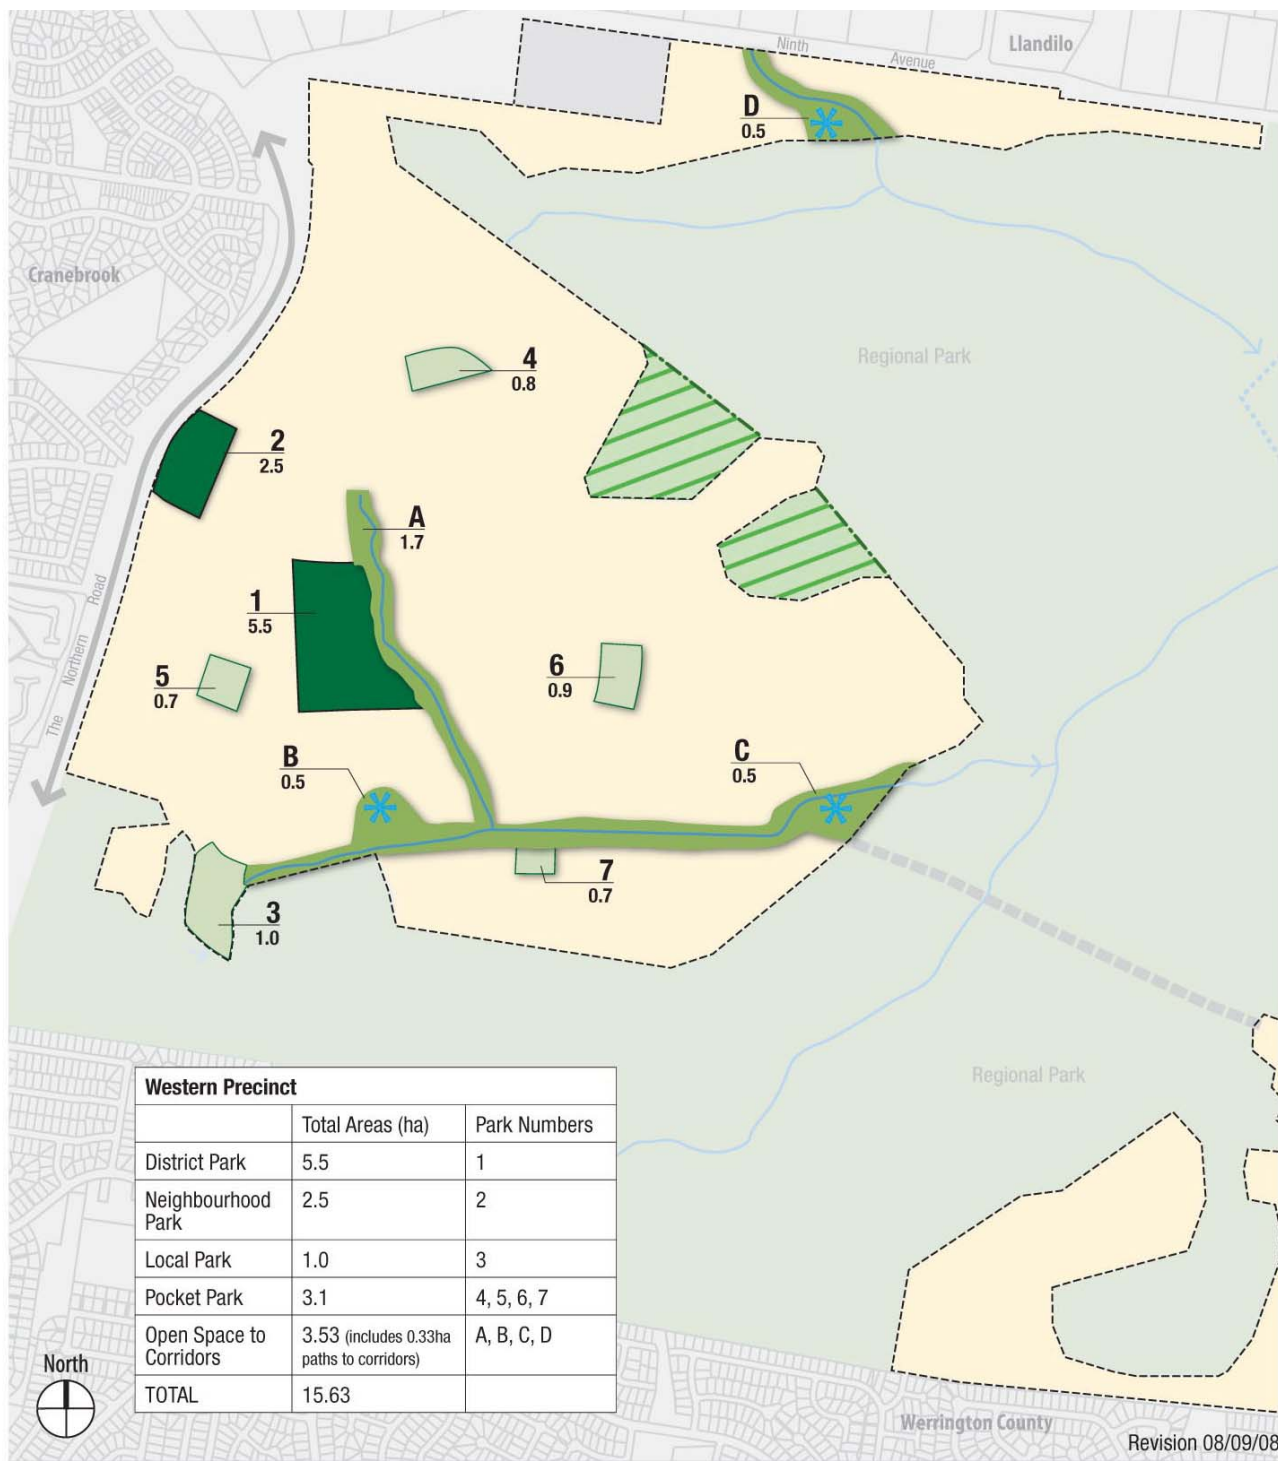 Ninth
Avenue
Llandilo
D
0.5
Cranebrook
Regional Park
4
0.8
2
2.5
A
1.7
1
5.5
The Northern Road
5
0.7
6
0.9
B
0.5
C
0.5
7
0.7
3
1.0
Regional Park
Western Precinct
Total Areas (ha) Park Numbers
District Park 5.5 1
Neighbourhood
Park 2.5 2
Local Park 1.0 3
Pocket Park 3.1 4, 5, 6, 7
Open Space to 3.53 (includes 0.33ha A, B, C, D
Corridors paths to corridors)
TOTAL 15.63
North
Werrington County
Revision 08/09/08